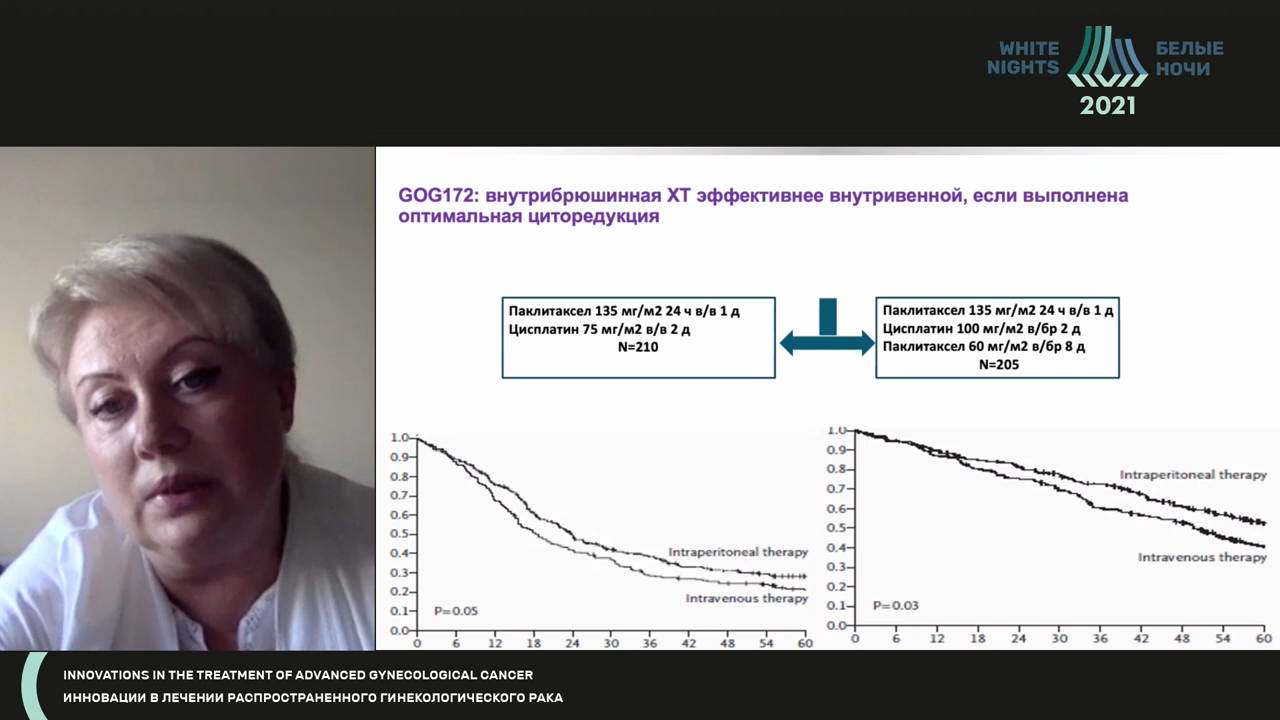 WHITE
NIGHTS
БЕЛЫЕ
НОЧИ
2021
GOG172: внутрибрюшинная ХТ эффективнее внутривенной, если выполнена
оптимальная циторедукция
Паклитаксел 135 мг/м2 24 ч в/в 1 д
Цисплатин 75 мг/м2 в/в 2 д
N=210
Паклитаксел 135 мг/м2 24 ч в/в 1 д
Цисплатин 100 мг/м2 в/бр 2 д
Паклитаксел 60 мг/м2 в/бр 8 д
N=205
1.0
0.9
0.8
0.7
0.6
0.5
0.4
0.3
0.2
0.1
0.0
Intraperitoneal therapy
Intravenous therapy
P=0.05
0 6 12 18 24 30 36 42 48 54 60
1.0
0.9
0.8
0.7
0.6
0.5
0.4
0.3
0.2
0.1
0.0
Intraperitoneal therapy
Intravenous therapy
P=0.03
0 6 12 18 24 30 36 42 48 54 60
INNOVATIONS IN THE TREATMENT OF ADVANCED GYNECOLOGICAL CANCER
ИННОВАЦИИ В ЛЕЧЕНИИ РАСПРОСТРАНЕННОГО ГИНЕКОЛОГИЧЕСКОГО РАКА